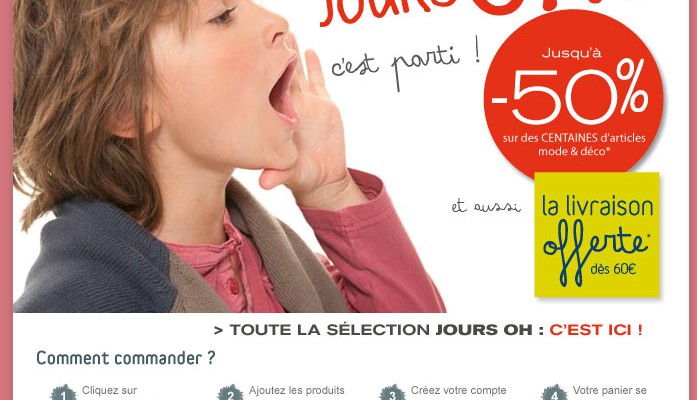 JOURS
c'est parti !
Jusqu'à
-50%
sur des CENTAINES d'articles
mode & déco*
et aussi
la livraison
offerte*
dès 60€
> TOUTE LA SÉLECTION JOURS OH : C'EST ICI !
Comment commander ?
1 Cliquez sur
2 Ajoutez les produits
3 Créez votre compte
4 Votre panier se